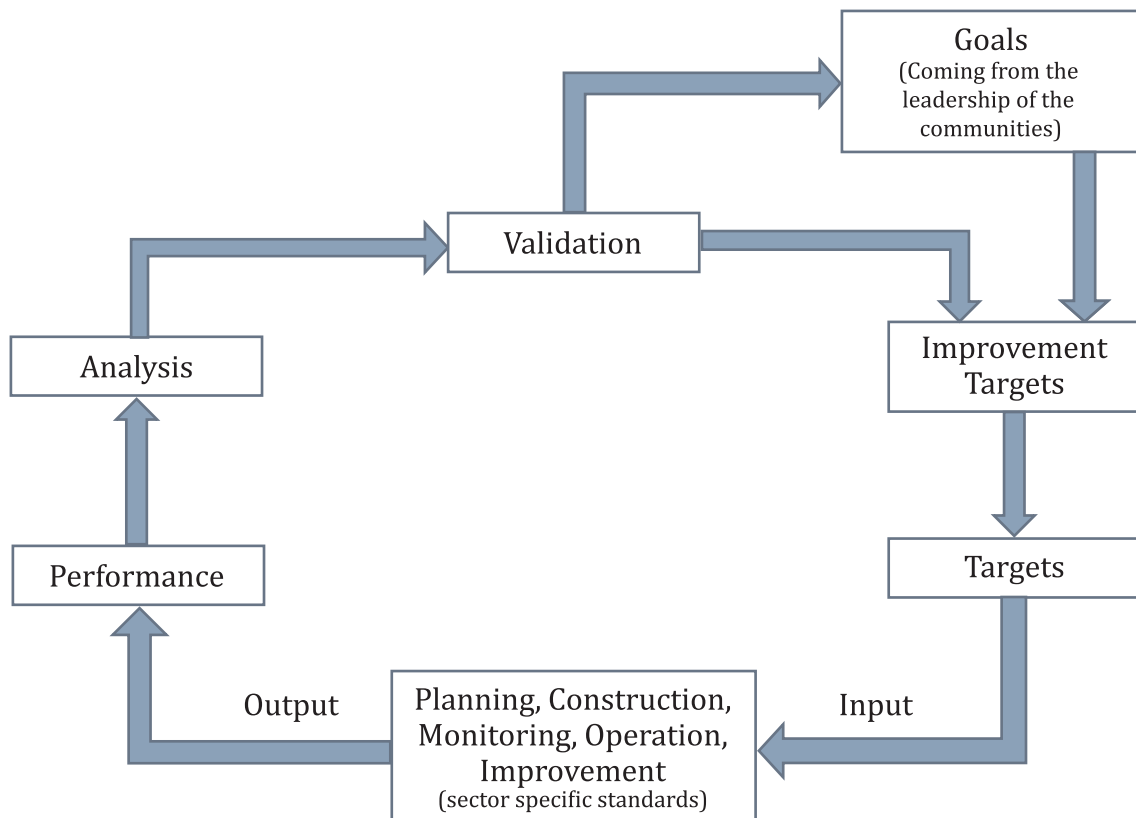 Goals
(Coming from the
leadership of the
communities)
Validation
Improvement
Targets
Analysis
Targets
Performance
Output
Input
Planning, Construction,
Monitoring, Operation,
Improvement
(sector specific standards)